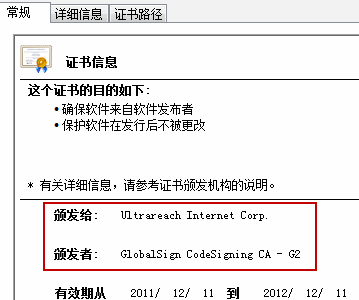 常规 详细信息 证书路径
证书信息
这个证书的目的如下:
• 确保软件来自软件发布者
• 保护软件在发行后不被更改
* 有关详细信息，请参考证书颁发机构的说明。
颁发给: Ultrareach Internet Corp.
颁发者: GlobalSign CodeSigning CA - G2
有效期从 2011/ 12/ 11 到 2012/ 12/ 11